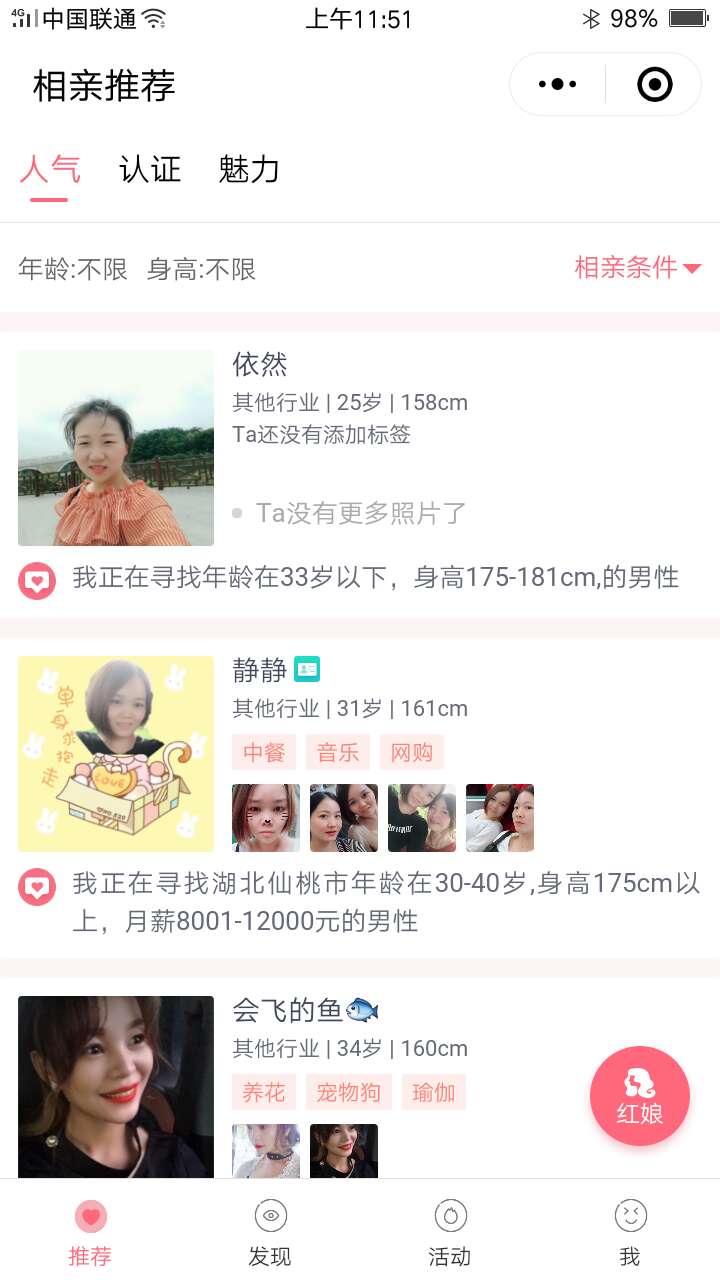 4G 中国联通 上午11:51 98%
相亲推荐
人气 认证 魅力
年龄:不限 身高:不限 相亲条件
依然
其他行业 | 25岁 | 158cm
Ta还没有添加标签
Ta没有更多照片了
我正在寻找年龄在33岁以下，身高175-181cm,的男性
单身求抱走
LOVE
静静
其他行业 | 31岁 | 161cm
中餐 音乐 网购
我正在寻找湖北仙桃市年龄在30-40岁,身高175cm以
上，月薪8001-12000元的男性
会飞的鱼
其他行业 | 34岁 | 160cm
养花 宠物狗 瑜伽
红娘
推荐 发现 活动 我